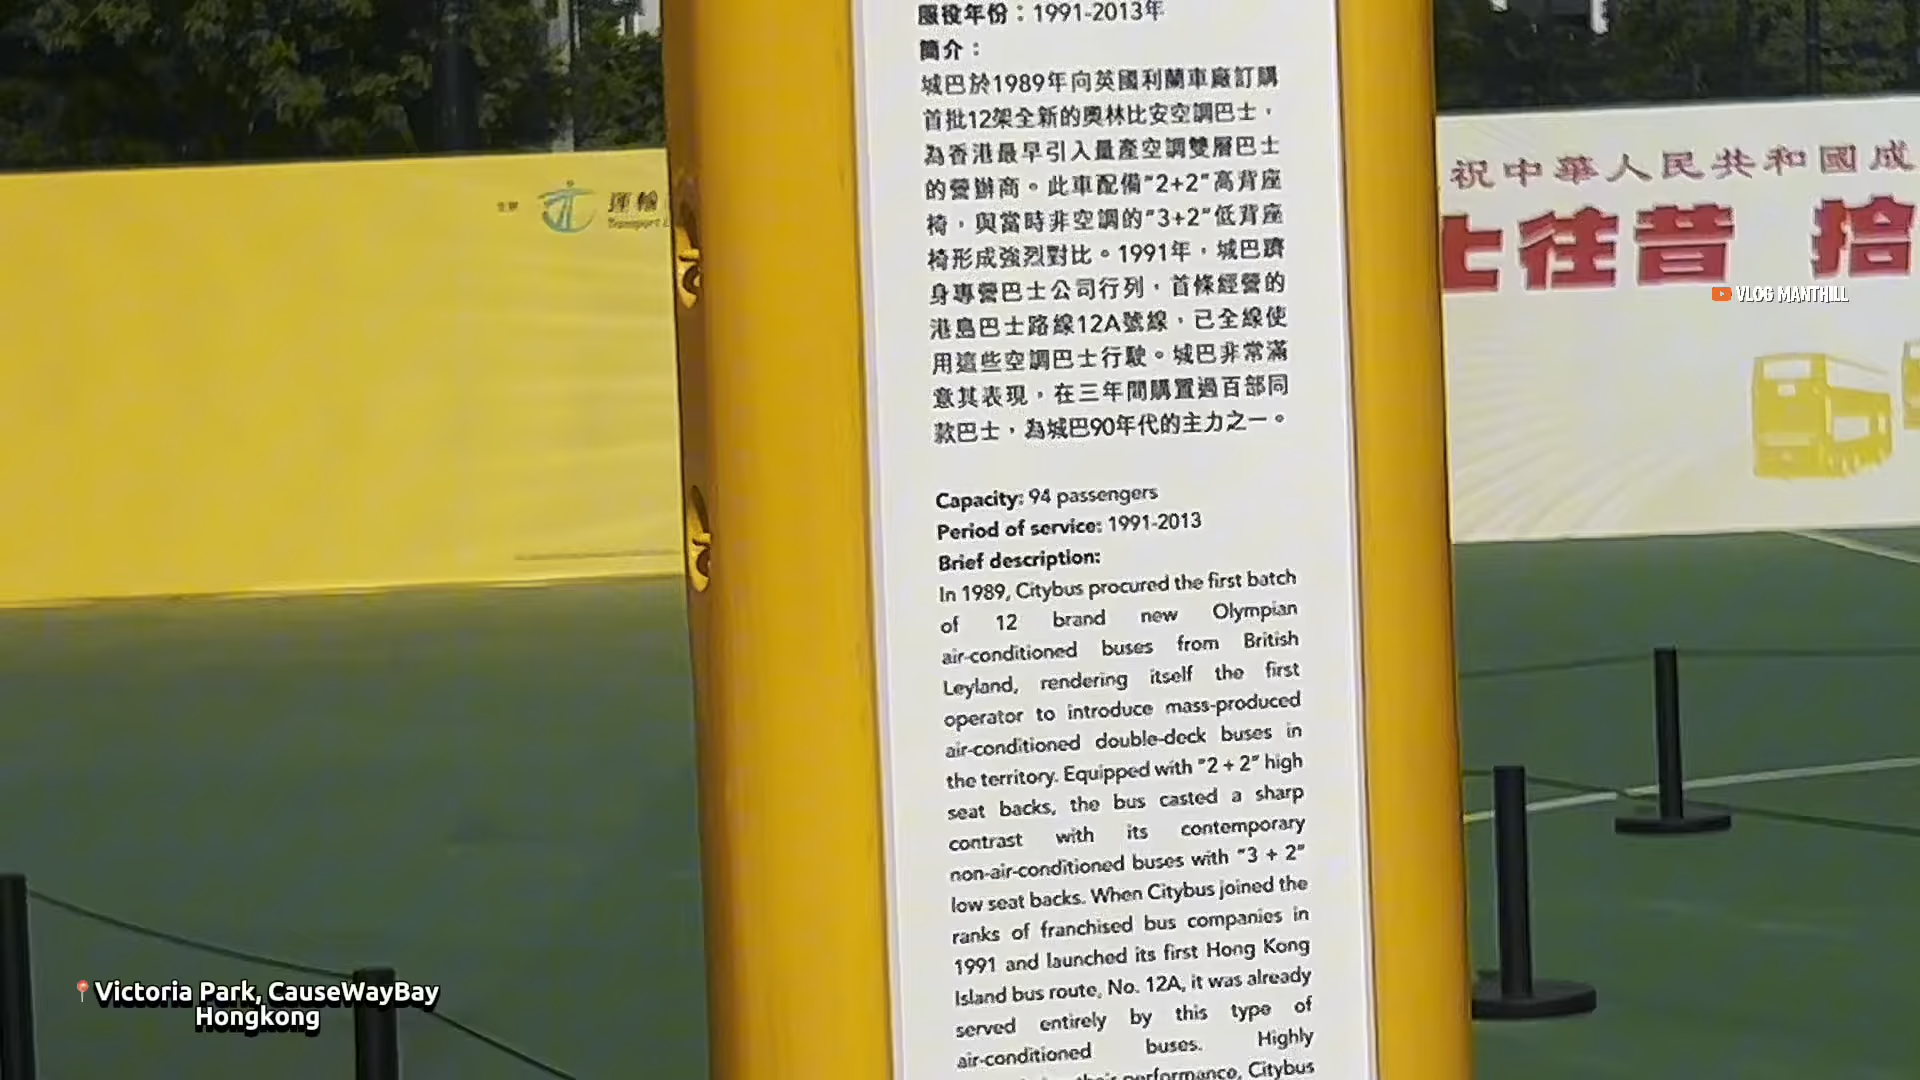 服役年份：1991-2013年
簡介：
城巴於1989年向英國利蘭車廠訂購
首批12架全新的奧林比安空調巴士，
為香港最早引入量產空調雙層巴士
的營辦商。此車配備"2+2"高背座
椅，與當時非空調的"3+2"低背座
椅形成強烈對比。1991年，城巴躋
身專營巴士公司行列，首條經營的
港島巴士路線12A號線，已全線使
用這些空調巴士行駛。城巴非常滿
意其表現，在三年間購置過百部同
款巴士，為城巴90年代的主力之一。
Capacity: 94 passengers
Period of service: 1991-2013
Brief description:
In 1989, Citybus procured the first batch
of 12 brand new Olympian
air-conditioned buses from British
Leyland, rendering itself the first
operator to introduce mass-produced
air-conditioned double-deck buses in
the territory. Equipped with "2 + 2" high
seat backs, the bus casted a sharp
contrast with its contemporary
non-air-conditioned buses with "3 + 2"
low seat backs. When Citybus joined the
ranks of franchised bus companies in
1991 and launched its first Hong Kong
Island bus route, No. 12A, it was already
served entirely by this type of
air-conditioned buses. Highly
performance, Citybus
運輸
Transport
祝中華人民共和國成
士往昔 拾
VLOG MANTHILL
Victoria Park, CauseWayBay
Hongkong